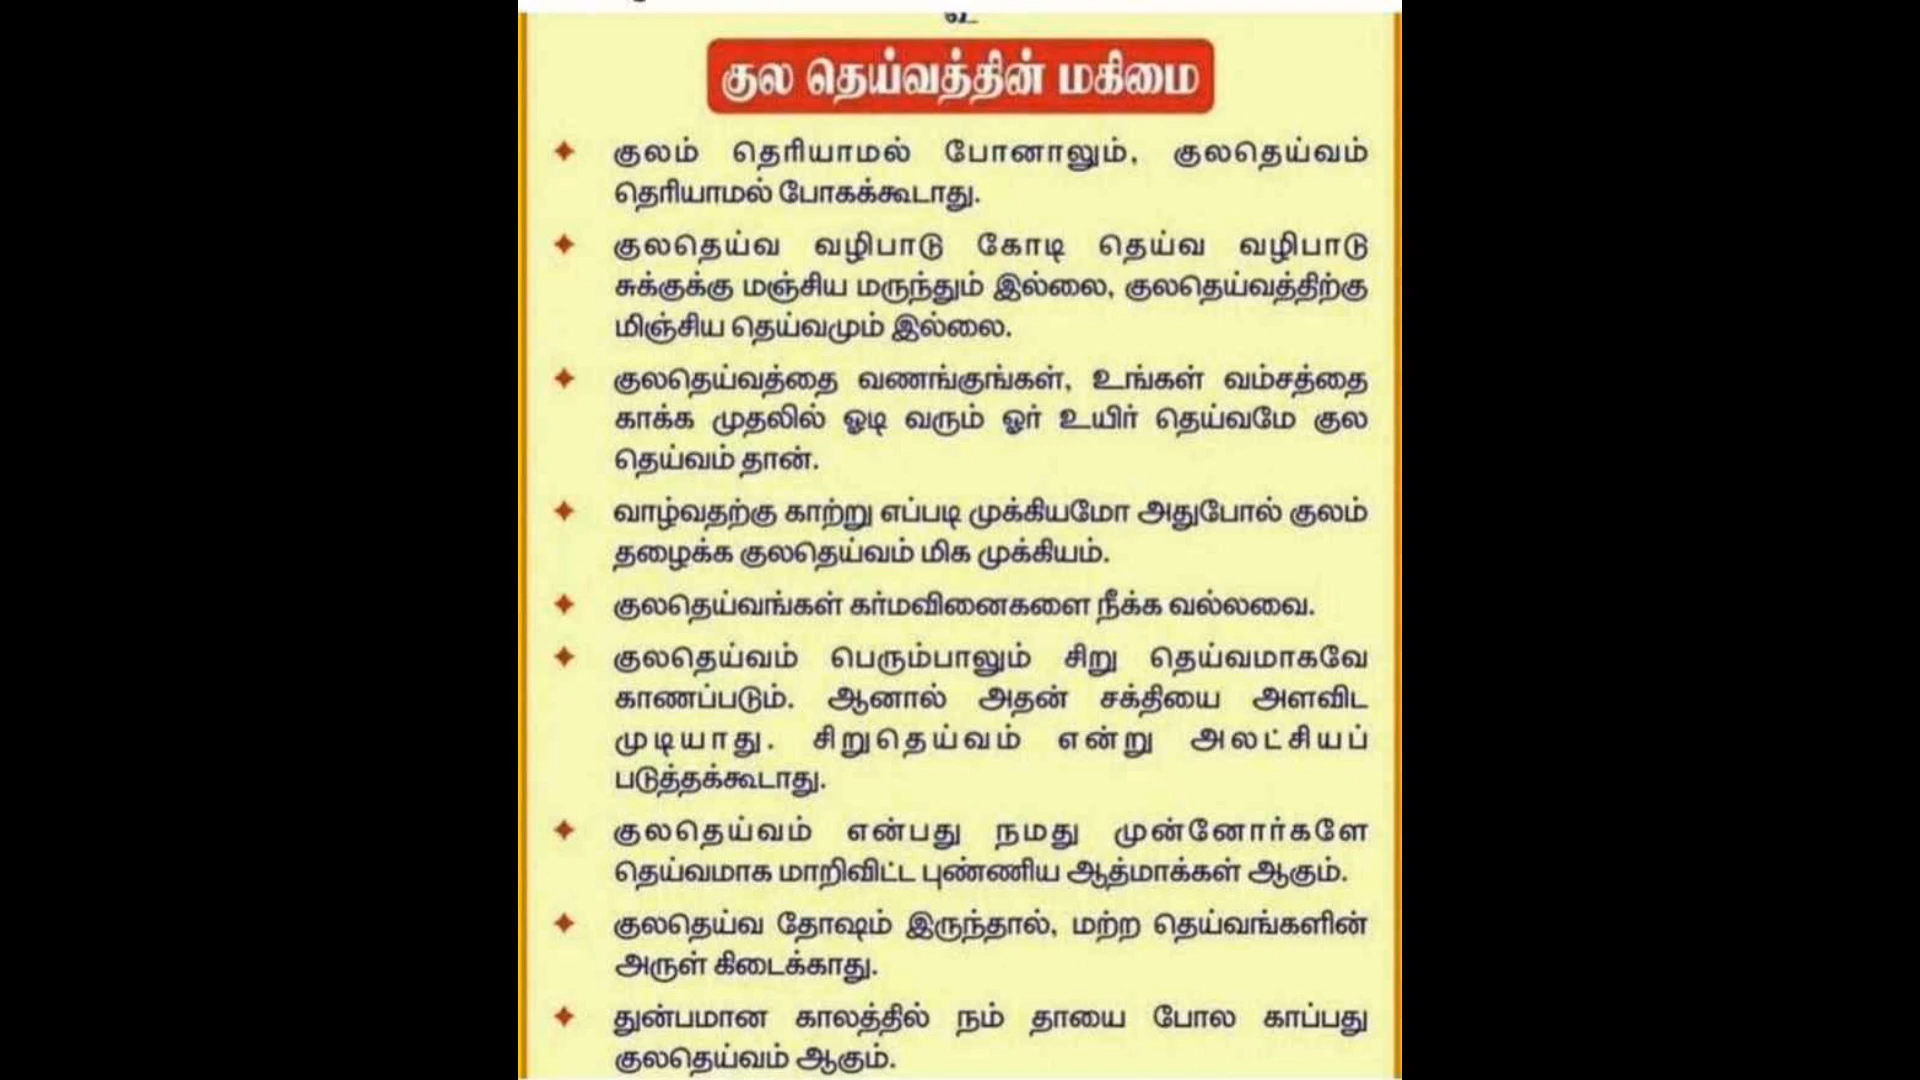 உ
குல தெய்வத்தின் மகிமை
குலம் தெரியாமல் போனாலும், குலதெய்வம்
தெரியாமல் போகக்கூடாது.
குலதெய்வ வழிபாடு கோடி தெய்வ வழிபாடு
சுக்குக்கு மஞ்சிய மருந்தும் இல்லை, குலதெய்வத்திற்கு
மிஞ்சிய தெய்வமும் இல்லை.
குலதெய்வத்தை வணங்குங்கள், உங்கள் வம்சத்தை
காக்க முதலில் ஓடி வரும் ஓர் உயிர் தெய்வமே குல
தெய்வம் தான்.
வாழ்வதற்கு காற்று எப்படி முக்கியமோ அதுபோல் குலம்
தழைக்க குலதெய்வம் மிக முக்கியம்.
குலதெய்வங்கள் கர்மவினைகளை நீக்க வல்லவை.
குலதெய்வம் பெரும்பாலும் சிறு தெய்வமாகவே
காணப்படும். ஆனால் அதன் சக்தியை அளவிட
முடியாது. சிறுதெய்வம் என்று அலட்சியப்
படுத்தக்கூடாது.
குலதெய்வம் என்பது நமது முன்னோர்களே
தெய்வமாக மாறிவிட்ட புண்ணிய ஆத்மாக்கள் ஆகும்.
குலதெய்வ தோஷம் இருந்தால், மற்ற தெய்வங்களின்
அருள் கிடைக்காது.
துன்பமான காலத்தில் நம் தாயை போல காப்பது
குலதெய்வம் ஆகும்.